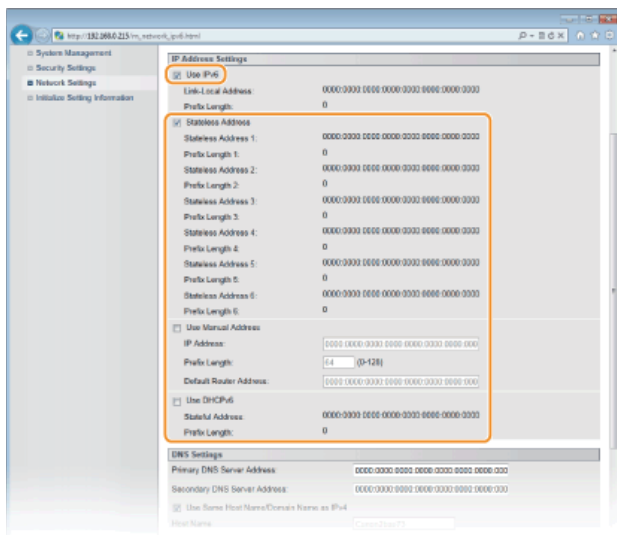 http://192.168.0.215/m_network_ipv6.html
System Management
Security Settings
Network Settings
Initialize Setting Information
IP Address Settings
Use IPv6
Link-Local Address: 0000:0000:0000:0000:0000:0000:0000:0000
Prefix Length: 0
Stateless Address
Stateless Address 1: 0000:0000:0000:0000:0000:0000:0000:0000
Prefix Length 1: 0
Stateless Address 2: 0000:0000:0000:0000:0000:0000:0000:0000
Prefix Length 2: 0
Stateless Address 3: 0000:0000:0000:0000:0000:0000:0000:0000
Prefix Length 3: 0
Stateless Address 4: 0000:0000:0000:0000:0000:0000:0000:0000
Prefix Length 4: 0
Stateless Address 5: 0000:0000:0000:0000:0000:0000:0000:0000
Prefix Length 5: 0
Stateless Address 6: 0000:0000:0000:0000:0000:0000:0000:0000
Prefix Length 6: 0
Use Manual Address
IP Address: 0000:0000:0000:0000:0000:0000:0000:000
Prefix Length: 64 (0-128)
Default Router Address: 0000:0000:0000:0000:0000:0000:0000:000
Use DHCPv6
Stateful Address: 0000:0000:0000:0000:0000:0000:0000:0000
Prefix Length: 0
DNS Settings
Primary DNS Server Address: 0000:0000:0000:0000:0000:0000:0000:000
Secondary DNS Server Address: 0000:0000:0000:0000:0000:0000:0000:000
Use Same Host Name/Domain Name as IPv4
Host Name: